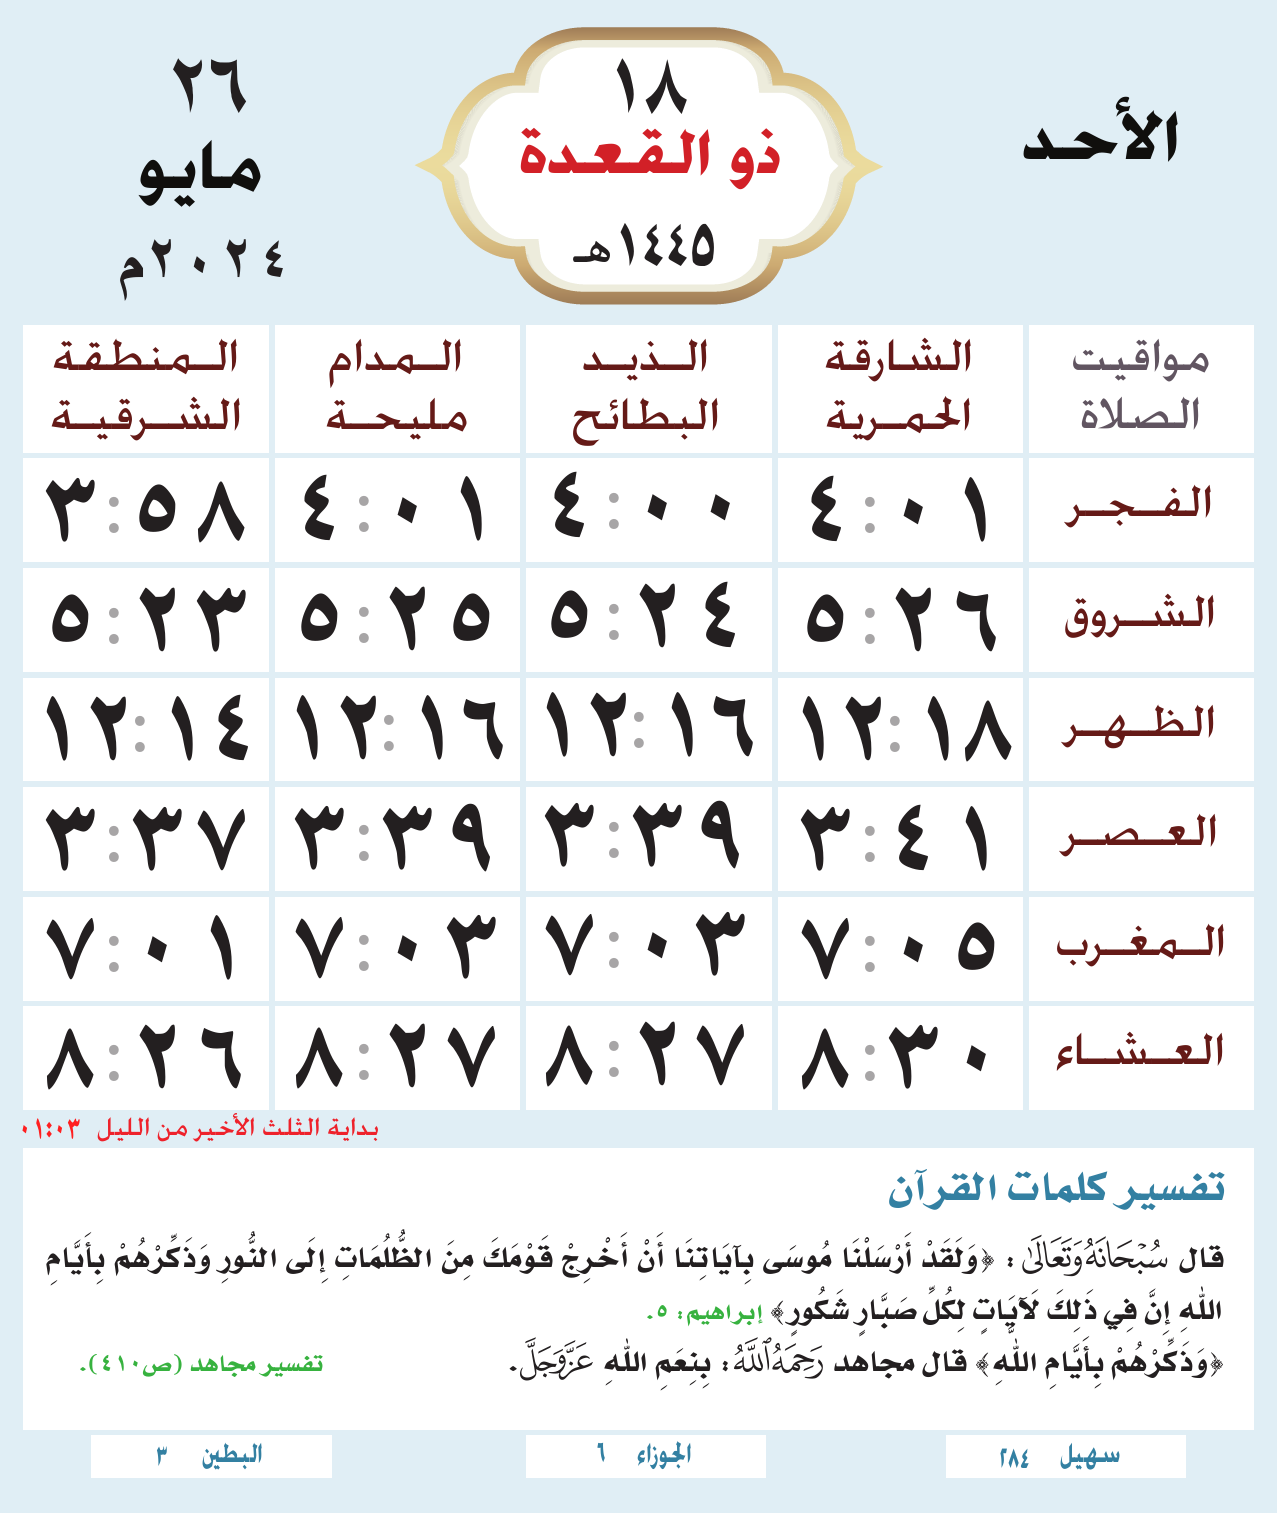 الأحد
١٨
ذو القعدة
١٤٤٥هـ
٢٦
مايو
٢٠٢٤م
مواقيت الصلاة	الشارقة الحمرية	الذيد البطائح	المدام مليحة	المنطقة الشرقية
الفجر	٤:٠١	٤:٠٠	٤:٠١	٣:٥٨
الشروق	٥:٢٦	٥:٢٤	٥:٢٥	٥:٢٣
الظهر	١٢:١٨	١٢:١٦	١٢:١٦	١٢:١٤
العصر	٣:٤١	٣:٣٩	٣:٣٩	٣:٣٧
المغرب	٧:٠٥	٧:٠٣	٧:٠٣	٧:٠١
العشاء	٨:٣٠	٨:٢٧	٨:٢٧	٨:٢٦
بداية الثلث الأخير من الليل ٠١:٠٣
تفسير كلمات القرآن
قال سُبْحَانَهُ وَتَعَالَىٰ: ﴿وَلَقَدْ أَرْسَلْنَا مُوسَى بِآيَاتِنَا أَنْ أَخْرِجْ قَوْمَكَ مِنَ الظُّلُمَاتِ إِلَى النُّورِ وَذَكِّرْهُمْ بِأَيَّامِ
اللهِ إِنَّ فِي ذَلِكَ لَآيَاتٍ لِكُلِّ صَبَّارٍ شَكُورٍ﴾ إبراهيم: ٥.
﴿وَذَكِّرْهُمْ بِأَيَّامِ اللَّهِ﴾ قال مجاهد رَحِمَهُ ٱللَّهُ: بِنِعَمِ اللهِ عَزَّ وَجَلَّ. تفسير مجاهد (ص٤١٠).
سهيل ٢٨٤
الجوزاء ٦
البطين ٣